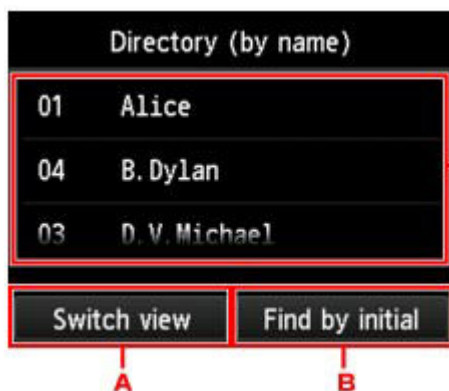 Directory (by name)
01 Alice
04 B.Dylan
03 D.V.Michael
Switch view Find by initial
A B